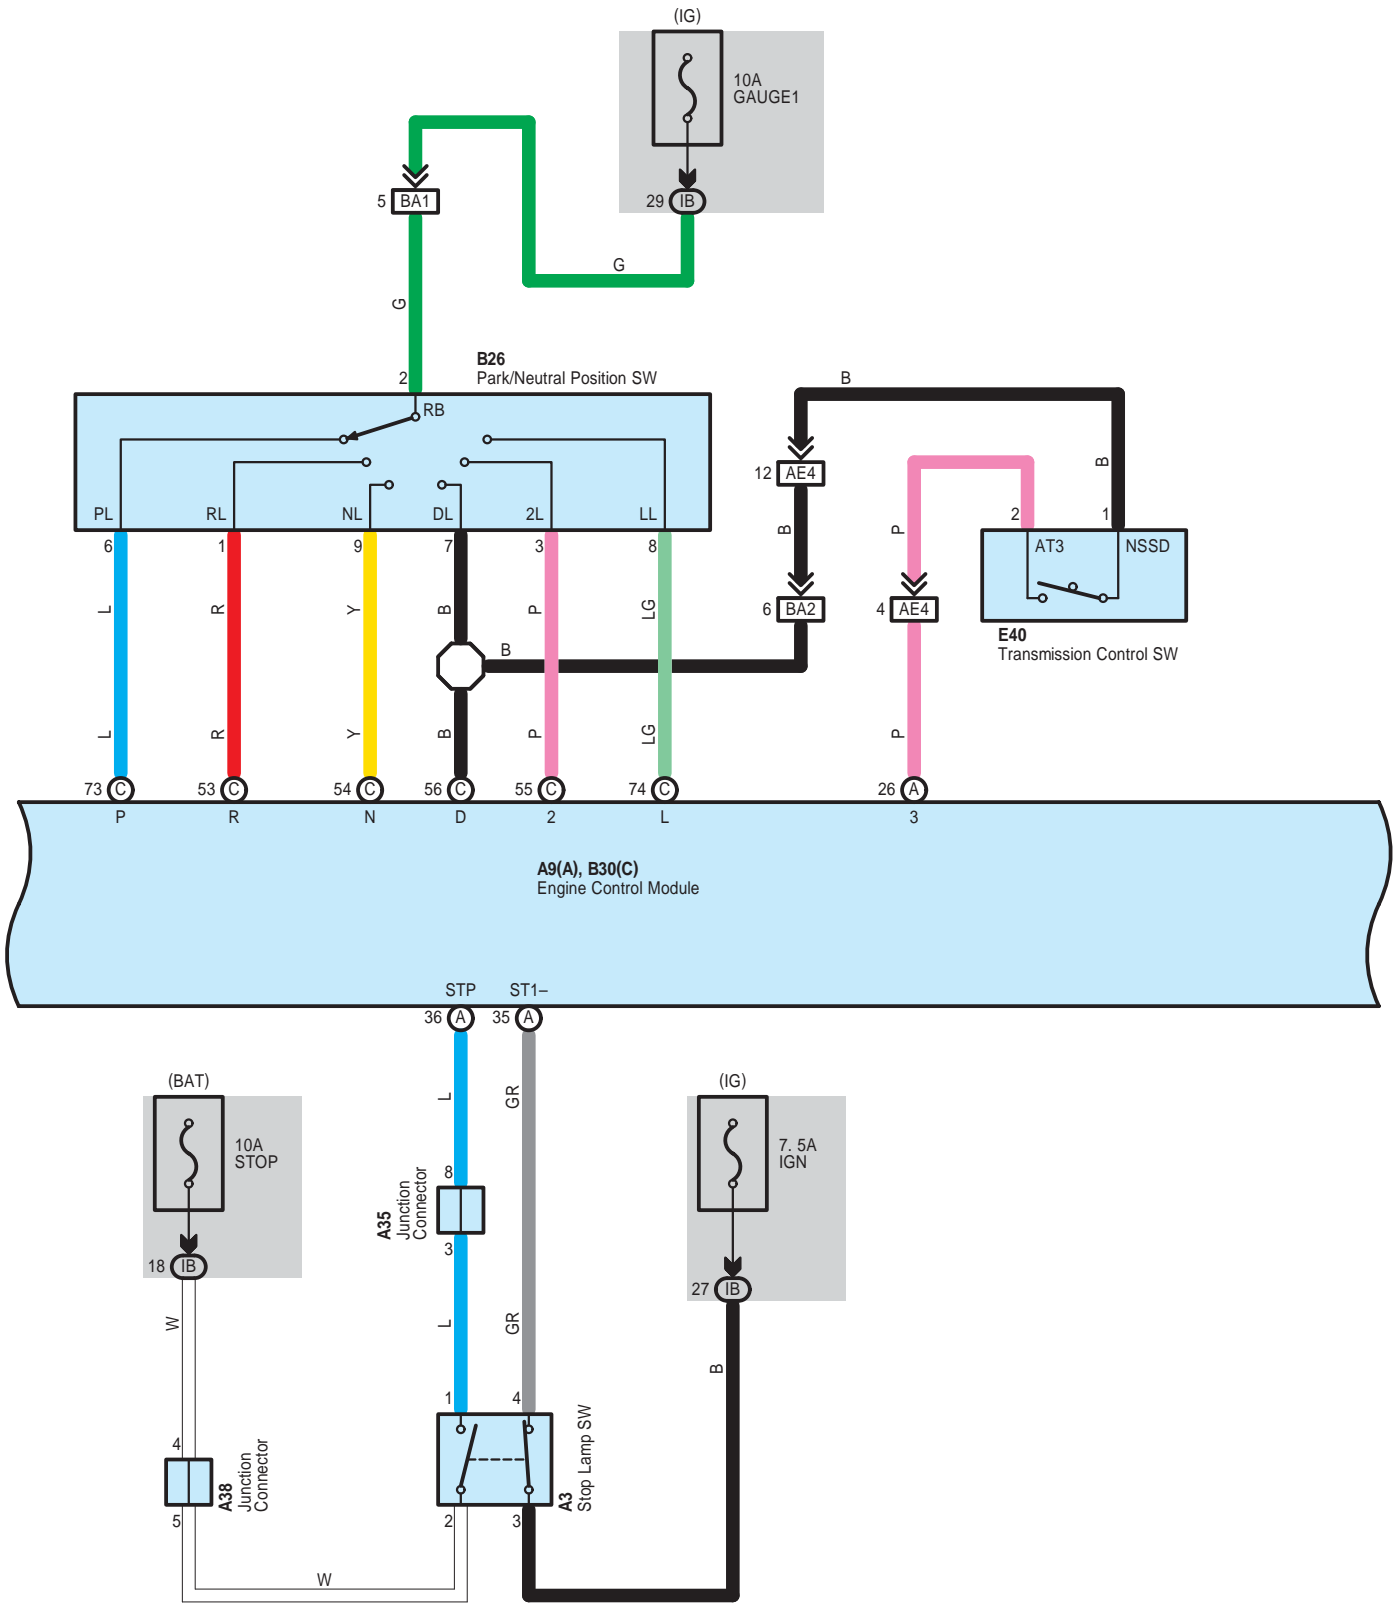 (IG)
10A
GAUGE1
5 BA1
29 IB
G
G
B26
Park/Neutral Position SW
2
RB
B
12 AE4
B
B
P
2
1
PL
RL
NL
DL
2L
LL
AT3
NSSD
6
1
9
7
3
8
L
R
Y
B
P
LG
6 BA2
4 AE4
E40
Transmission Control SW
B
L
R
Y
B
P
LG
P
73 C
53 C
54 C
56 C
55 C
74 C
26 A
P
R
N
D
2
L
3
A9(A), B30(C)
Engine Control Module
STP
ST1–
36 A
35 A
(BAT)
(IG)
L
GR
10A
STOP
7. 5A
IGN
8
A35
Junction
Connector
3
18 IB
27 IB
W
L
GR
B
1
4
4
A38
Junction
Connector
5
A3
Stop Lamp SW
2
3
W